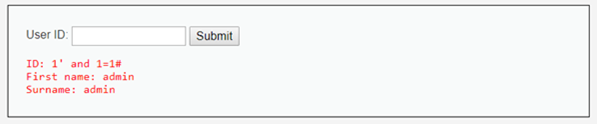 User ID: Submit
ID: 1' and 1=1#
First name: admin
Surname: admin